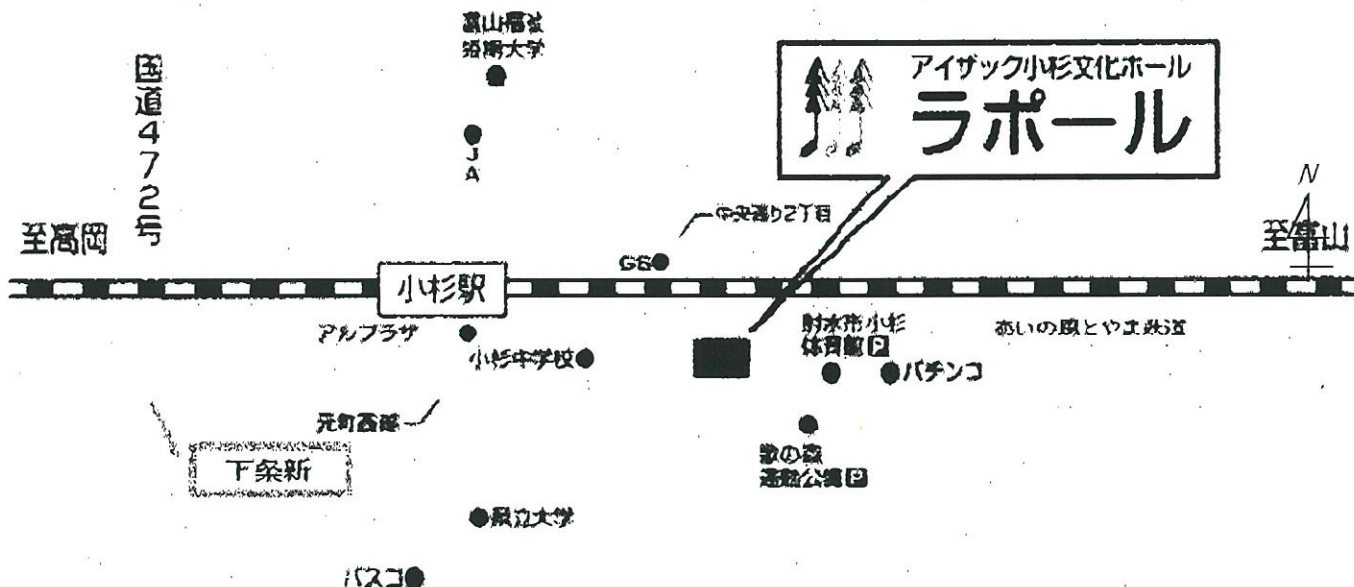 富山福祉
短期大学
国道472号
JA
アイザック小杉文化ホール
ラポール
N
中央通り2丁目
至高岡
至富山
GS
小杉駅
アルプラザ
小杉中学校
射水市小杉
体育館 P
パチンコ
あいの風とやま鉄道
元町西部
歌の森
運動公園 P
下条新
県立大学
パスコ